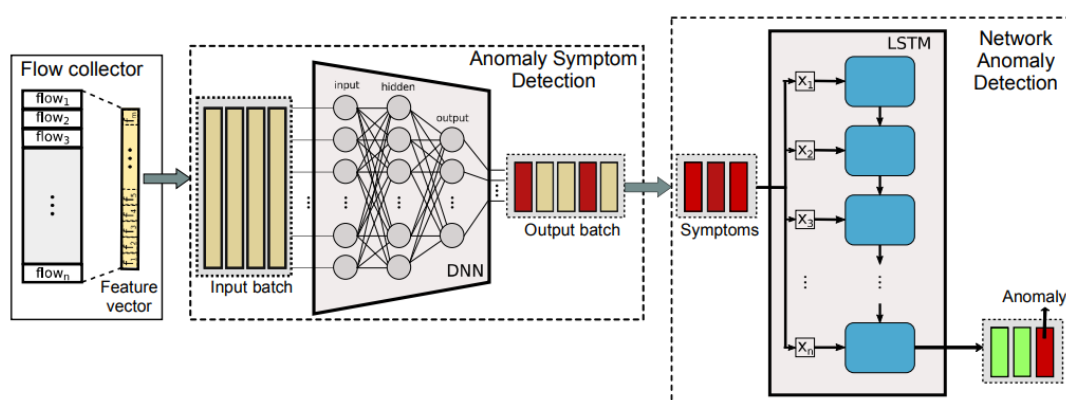 Flow collector
flow1
flow2
flow3
flown
fm
f5
f4
f3
f2
f1
Feature
vector
Input batch
Anomaly Symptom
Detection
input
hidden
output
DNN
Output batch
Symptoms
LSTM
x1
x2
x3
xn
Network
Anomaly
Detection
Anomaly